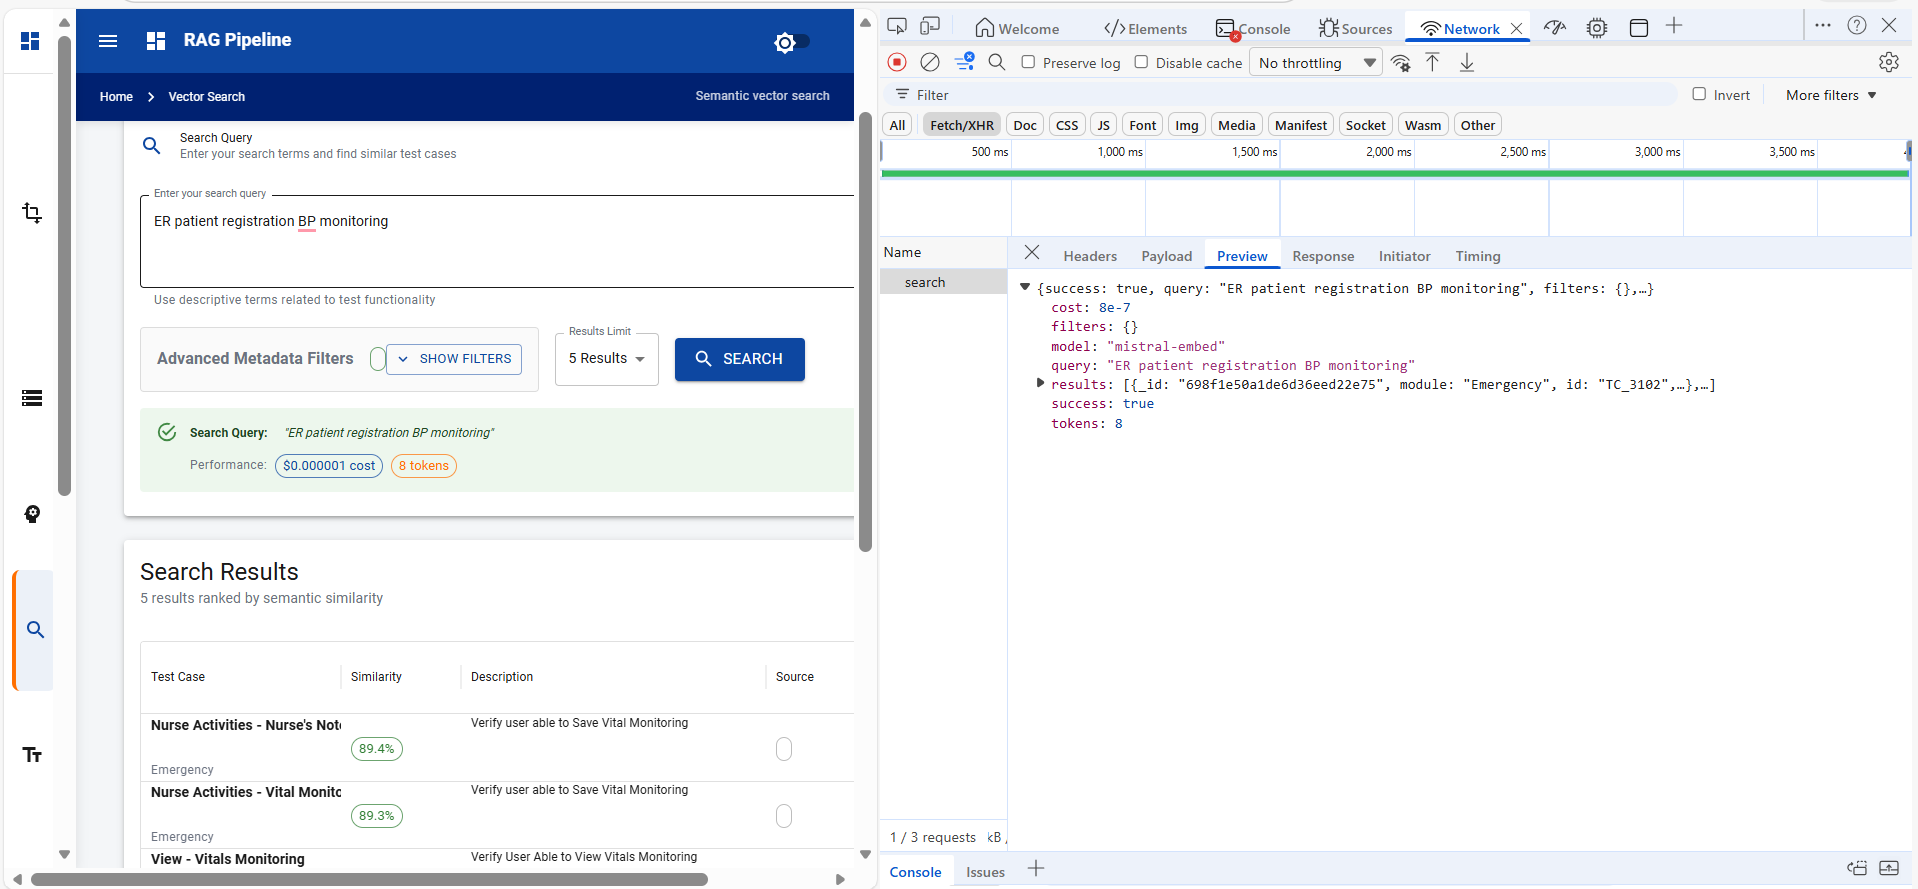 RAG Pipeline
Home
Vector Search
Semantic vector search
Search Query
Enter your search terms and find similar test cases
Enter your search query
ER patient registration BP monitoring
Use descriptive terms related to test functionality
Advanced Metadata Filters
SHOW FILTERS
Results Limit
5 Results
SEARCH
Search Query: "ER patient registration BP monitoring"
Performance: $0.000001 cost 8 tokens
Search Results
5 results ranked by semantic similarity
Test Case Similarity Description Source
Nurse Activities - Nurse's Not
Verify user able to Save Vital Monitoring
89.4%
Emergency
Nurse Activities - Vital Monito
Verify user able to Save Vital Monitoring
89.3%
Emergency
View - Vitals Monitoring
Verify User Able to View Vitals Monitoring
Tт
Welcome Elements Console Sources Network
Preserve log Disable cache No throttling
Filter Invert More filters
All Fetch/XHR Doc CSS JS Font Img Media Manifest Socket Wasm Other
500 ms 1,000 ms 1,500 ms 2,000 ms 2,500 ms 3,000 ms 3,500 ms
Name
search
Headers Payload Preview Response Initiator Timing
{success: true, query: "ER patient registration BP monitoring", filters: {},…}
cost: 8e-7
filters: {}
model: "mistral-embed"
query: "ER patient registration BP monitoring"
results: [{_id: "698f1e50a1de6d36eed22e75", module: "Emergency", id: "TC_3102",…},…]
success: true
tokens: 8
1 / 3 requests kB
Console Issues